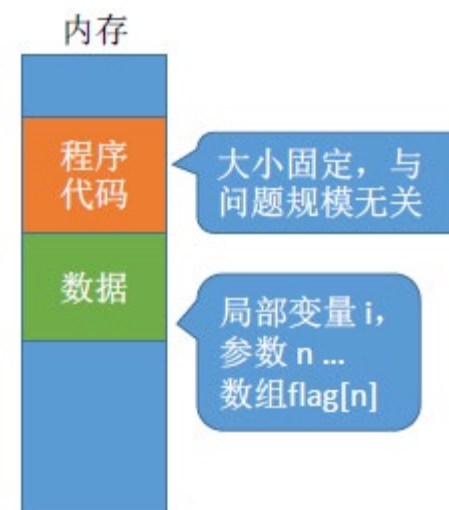 内存
程序
代码
大小固定，与
问题规模无关
数据
局部变量 i，
参数 n ...
数组flag[n]